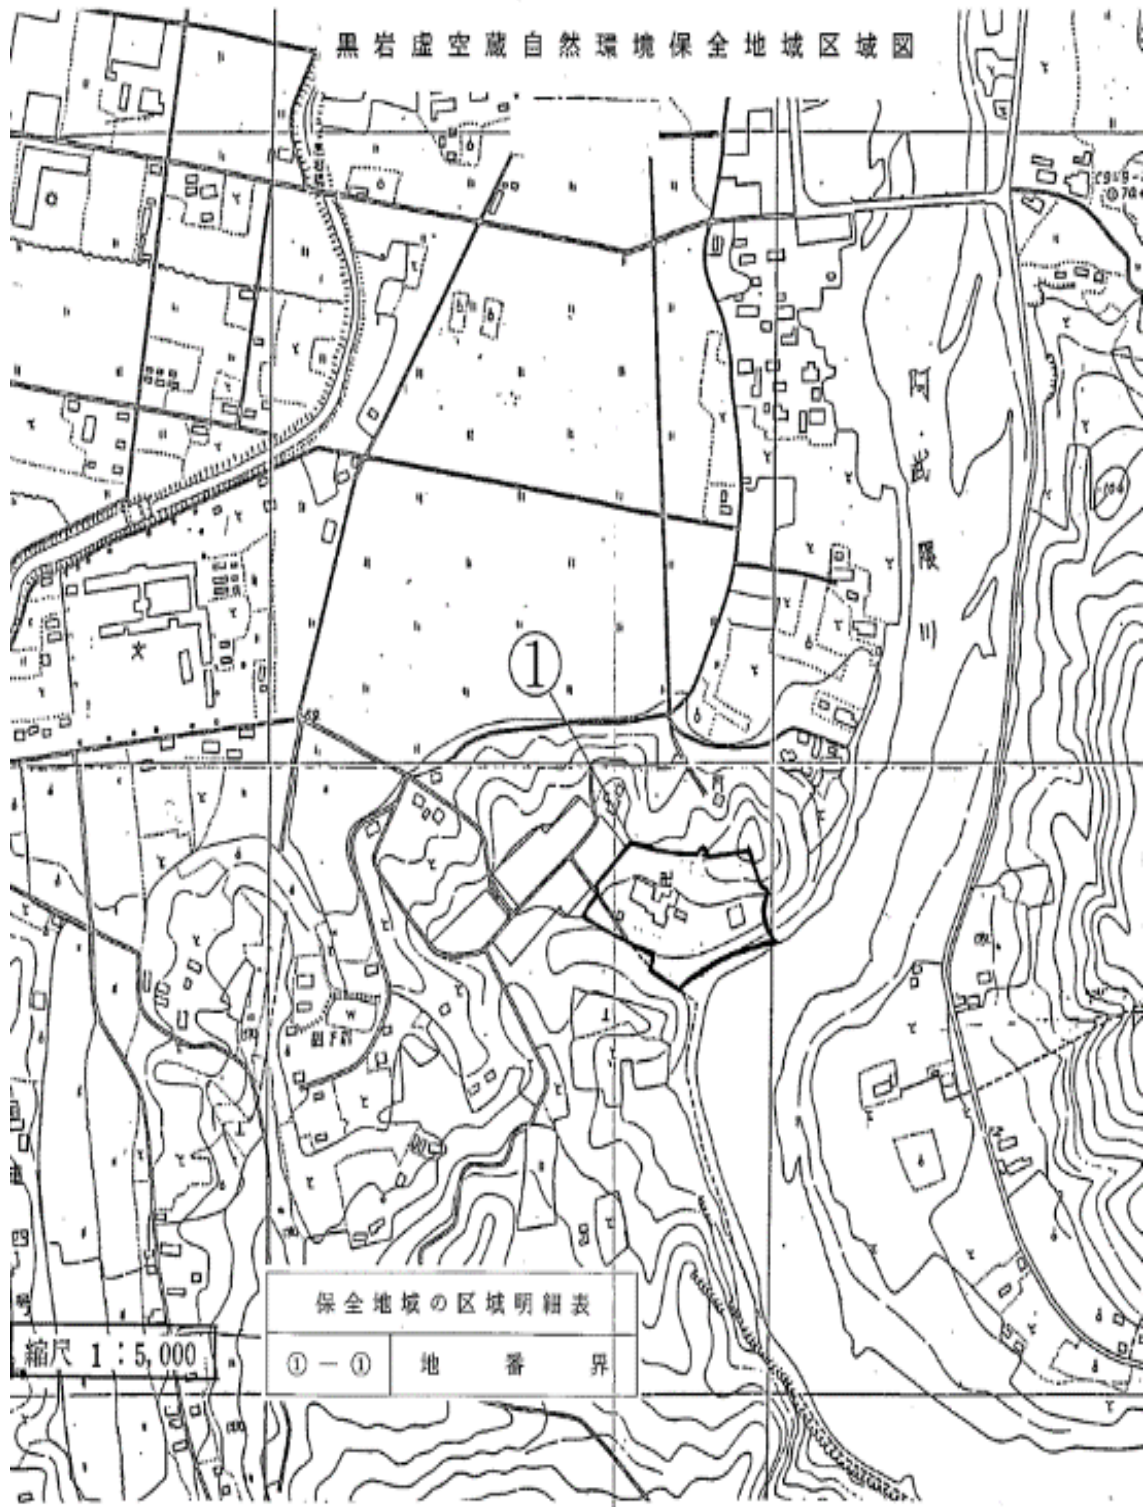 黒岩虚空蔵自然環境保全地域区域図
阿武隈川
①
文
卍
保全地域の区域明細表
①－① 地番界
縮尺 1:5,000